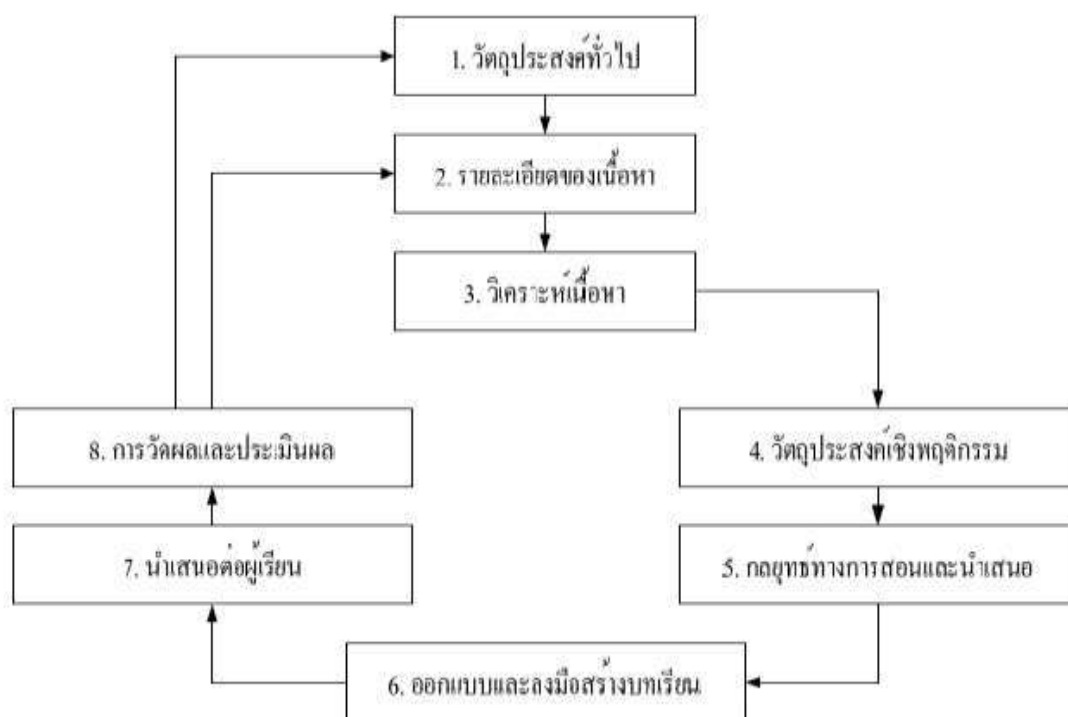 1. วัตถุประสงค์ทั่วไป
2. รายละเอียดของเนื้อหา
3. วิเคราะห์เนื้อหา
4. วัตถุประสงค์เชิงพฤติกรรม
5. กลยุทธ์ทางการสอนและนำเสนอ
6. ออกแบบและลงมือสร้างบทเรียน
7. นำเสนอต่อผู้เรียน
8. การวัดผลและประเมินผล